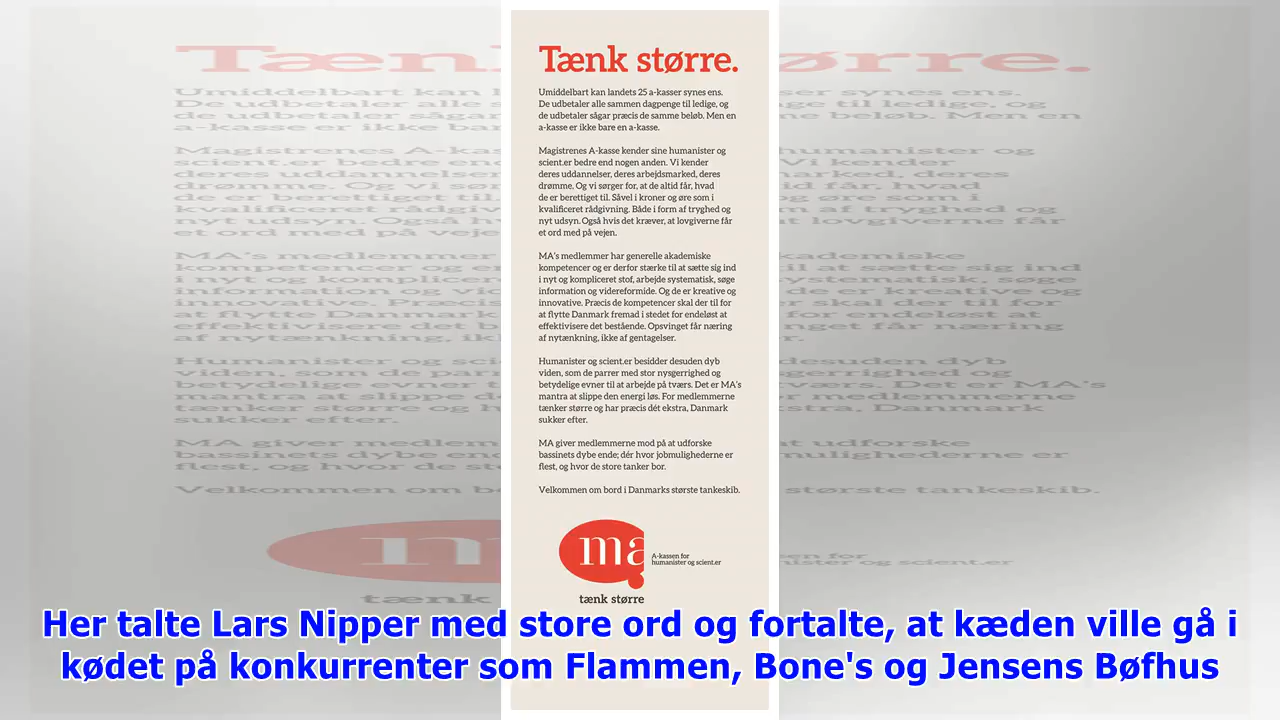 Tænk større.
Umiddelbart kan landets 25 a-kasser synes ens.
De udbetaler alle sammen dagpenge til ledige, og
de udbetaler sågar præcis de samme beløb. Men en
a-kasse er ikke bare en a-kasse.
Magistrenes A-kasse kender sine humanister og
scient.er bedre end nogen anden. Vi kender
deres uddannelser, deres arbejdsmarked, deres
drømme. Og vi sørger for, at de altid får, hvad
de er berettiget til. Såvel i kroner og øre som i
kvalificeret rådgivning. Både i form af tryghed og
nyt udsyn. Også hvis det kræver, at lovgiverne får
et ord med på vejen.
MA's medlemmer har generelle akademiske
kompetencer og er derfor stærke til at sætte sig ind
i nyt og kompliceret stof, arbejde systematisk, søge
information og videreformide. Og de er kreative og
innovative. Præcis de kompetencer skal der til for
at flytte Danmark fremad i stedet for endeløst at
effektivisere det bestående. Opsvinget får næring
af nytænkning, ikke af gentagelser.
Humanister og scient.er besidder desuden dyb
viden, som de parrer med stor nysgerrighed og
betydelige evner til at arbejde på tværs. Det er MA's
mantra at slippe den energi løs. For medlemmerne
tænker større og har præcis dét ekstra, Danmark
sukker efter.
MA giver medlemmerne mod på at udforske
bassinets dybe ende; dér hvor jobmulighederne er
flest, og hvor de store tanker bor.
Velkommen om bord i Danmarks største tankeskib.
ma
A-kassen for
humanister og scient.er
tænk større
Her talte Lars Nipper med store ord og fortalte, at kæden ville gå i
kødet på konkurrenter som Flammen, Bone's og Jensens Bøfhus